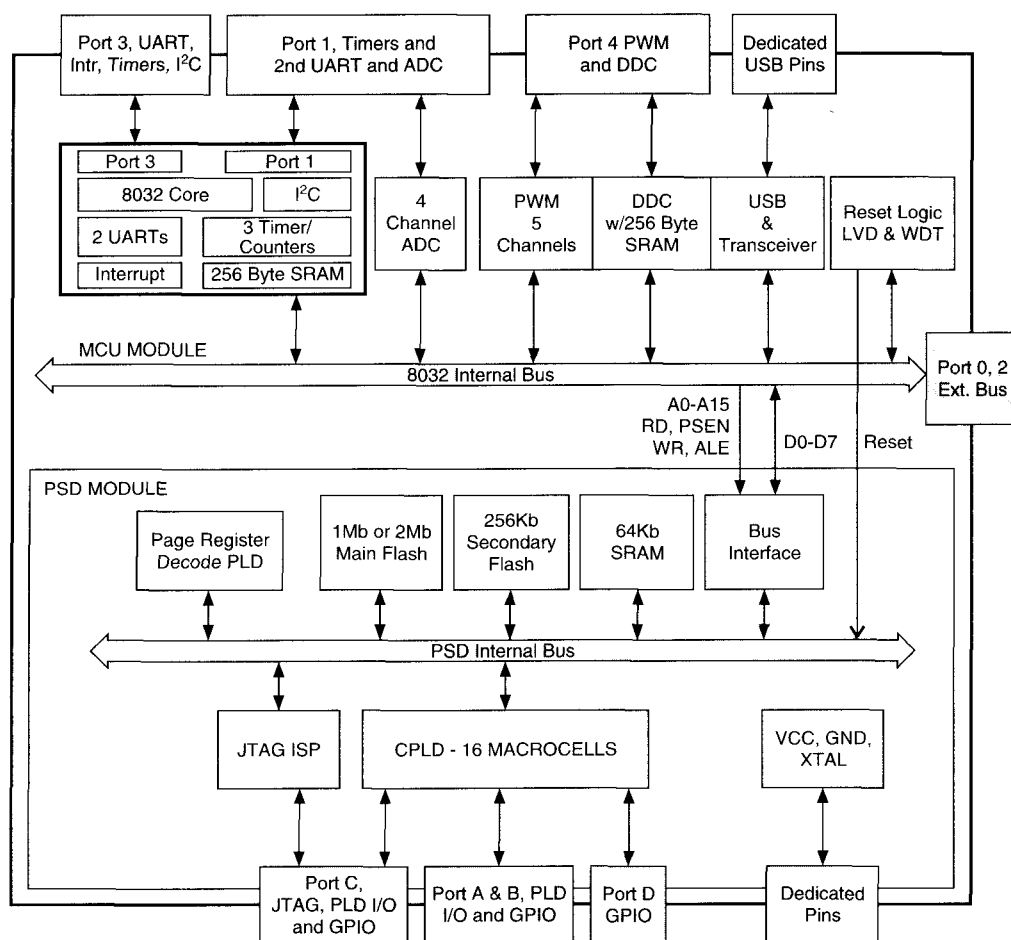 Port 3, UART,
Intr, Timers, I²C
Port 1, Timers and
2nd UART and ADC
Port 4 PWM
and DDC
Dedicated
USB Pins
Port 3
Port 1
8032 Core
I²C
2 UARTs
3 Timer/
Counters
Interrupt
256 Byte SRAM
4
Channel
ADC
PWM
5
Channels
DDC
w/256 Byte
SRAM
USB
&
Transceiver
Reset Logic
LVD & WDT
MCU MODULE
8032 Internal Bus
Port 0, 2
Ext. Bus
A0-A15
RD, PSEN
WR, ALE
D0-D7
Reset
PSD MODULE
Page Register
Decode PLD
1Mb or 2Mb
Main Flash
256Kb
Secondary
Flash
64Kb
SRAM
Bus
Interface
PSD Internal Bus
JTAG ISP
CPLD - 16 MACROCELLS
VCC, GND,
XTAL
Port C,
JTAG, PLD I/O
and GPIO
Port A & B, PLD
I/O and GPIO
Port D
GPIO
Dedicated
Pins